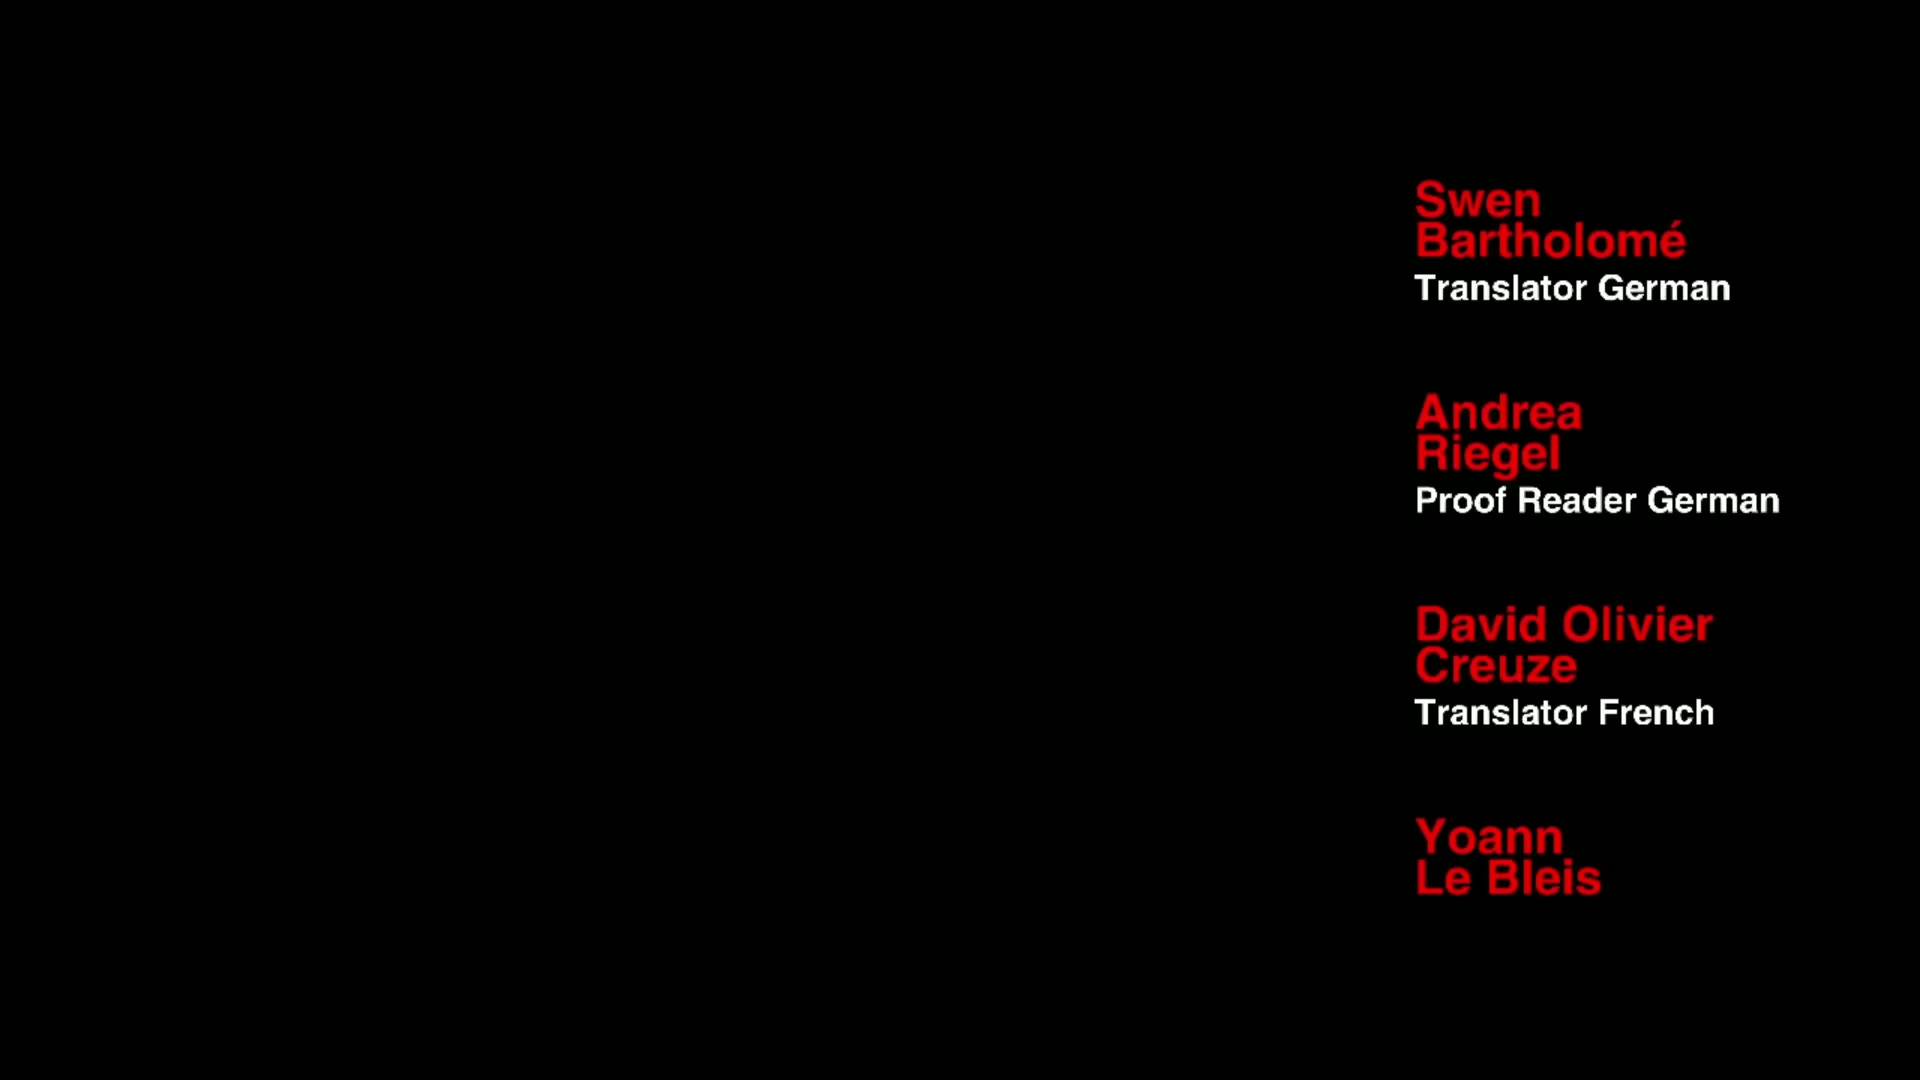 Swen
Bartholomé
Translator German
Andrea
Riegel
Proof Reader German
David Olivier
Creuze
Translator French
Yoann
Le Bleis